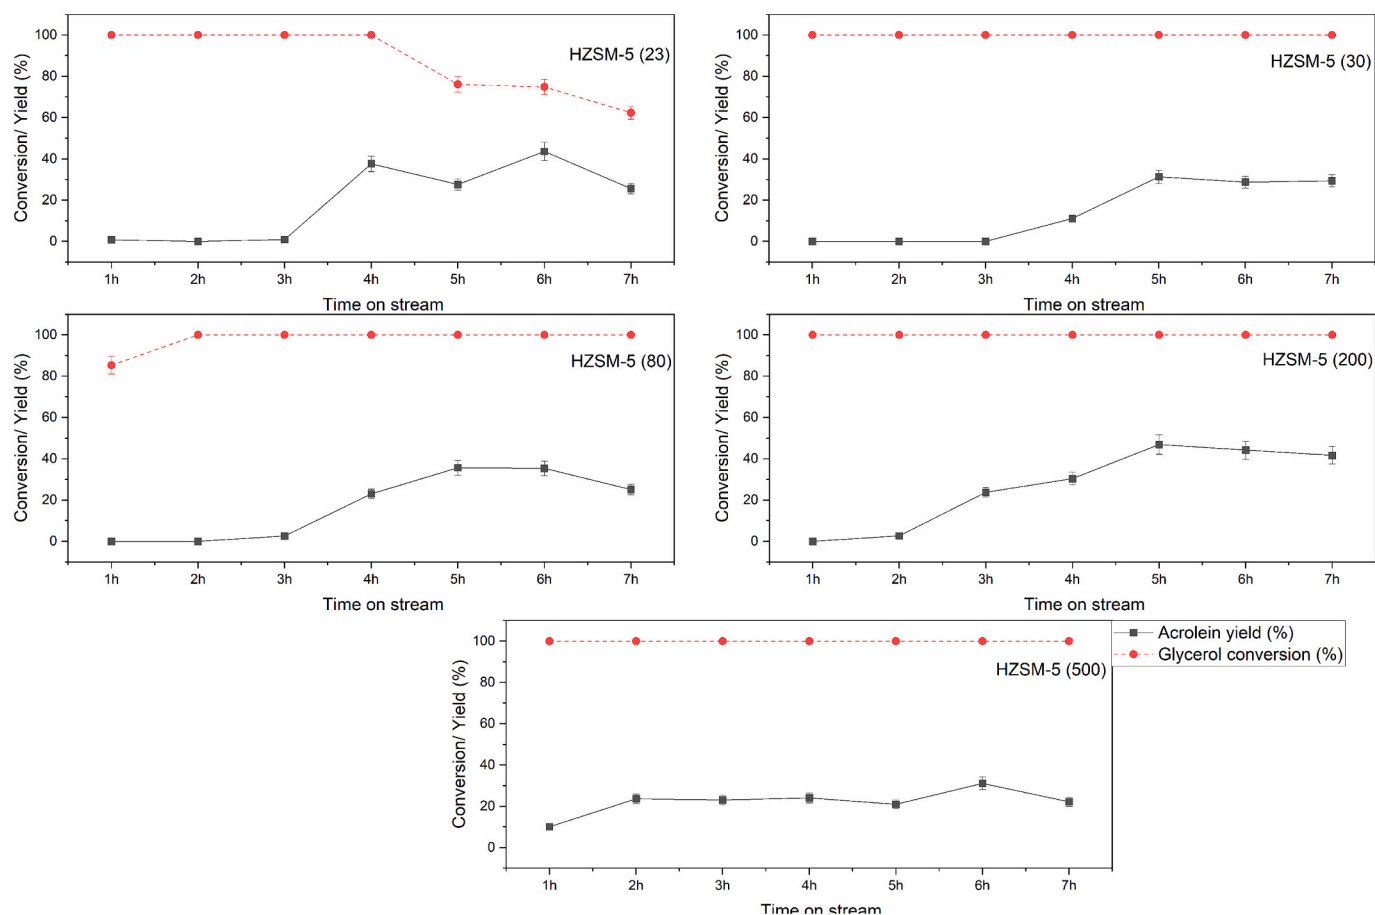 HZSM-5 (23)
Conversion/ Yield (%)
100
80
60
40
20
0
1h 2h 3h 4h 5h 6h 7h
Time on stream
HZSM-5 (30)
Conversion/ Yield (%)
100
80
60
40
20
0
1h 2h 3h 4h 5h 6h 7h
Time on stream
HZSM-5 (80)
Conversion/ Yield (%)
100
80
60
40
20
0
1h 2h 3h 4h 5h 6h 7h
Time on stream
HZSM-5 (200)
Conversion/ Yield (%)
100
80
60
40
20
0
1h 2h 3h 4h 5h 6h 7h
Time on stream
HZSM-5 (500)
Conversion/ Yield (%)
100
80
60
40
20
0
1h 2h 3h 4h 5h 6h 7h
Time on stream
Acrolein yield (%)
Glycerol conversion (%)